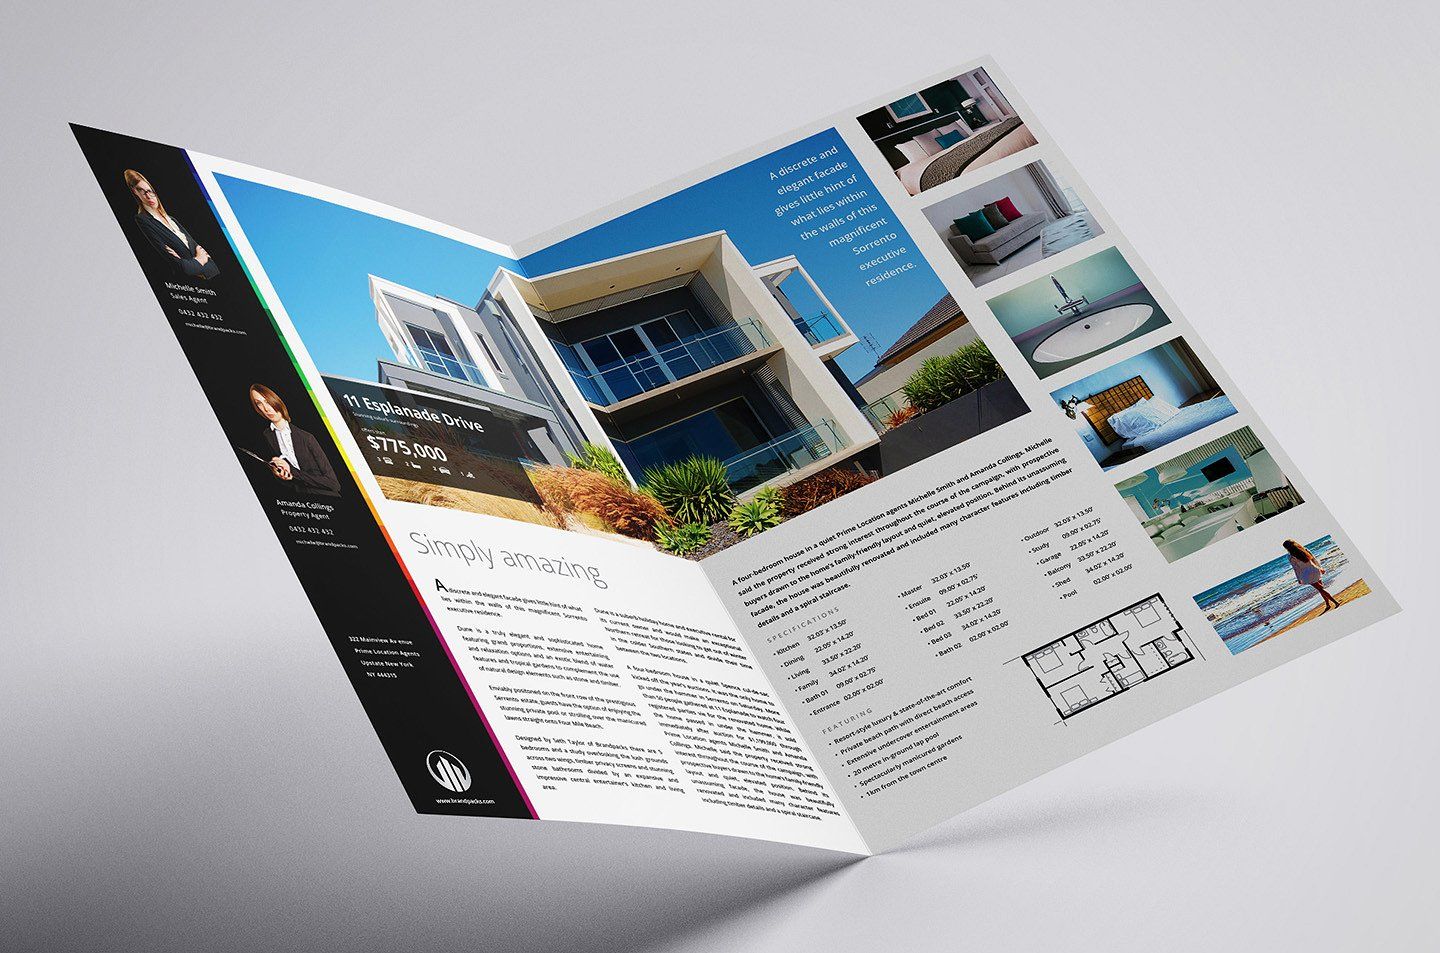 Michelle Smith
Sales Agent
0432 432 432
michelle@brandpacks.com
Amanda Collings
Property Agent
0432 432 432
michelle@brandpacks.com
322 Mainview Avenue
Prime Location Agents
Upstate New York
NY 444315
www.brandpacks.com
11 Esplanade Drive
Stunning suburb surroundings
offers over
$775,000
Simply amazing
A discrete and elegant facade gives little hint of what
lies within the walls of this magnificent Sorrento
executive residence.
Dune is a truly elegant and sophisticated home
featuring grand proportions, extensive entertaining
and relaxation options and an exotic blend of water
features and tropical gardens to complement the use
of natural design elements such as stone and timber.
Enviably positioned on the front row of the prestigious
Sorrento estate, guests have the option of enjoying the
stunning private pool or strolling over the manicured
lawns straight onto Four Mile Beach.
Designed by Seth Taylor of Brandpacks there are 5
bedrooms and a study overlooking the lush grounds
across two wings, timber privacy screens and stunning
stone bathrooms divided by an expansive and
impressive central entertainer's kitchen and living
area.
Dune is a suberb holiday home and executive rental for
its current owner and would make an exceptional
northern retreat for those looking to get out of winter
in the colder Southern states and divide their time
between the two locations.
A four-bedroom house in a quiet Spence cul-de-sac
kicked off the year's auctions. It was the only home to
go under the hammer in Sorrento on Saturday. More
than 70 people gathered at 11 Esplanade to watch four
registered parties vie for the renovated home. While
the home passed in under the hammer, it sold
immediately after auction for $1,799,000, through
Prime Location agents Michelle Smith and Amanda
Collings. Michelle said the property received strong
interest throughout the course of the campaign, with
prospective buyers drawn to the home's family-friendly
layout and quiet, elevated position. Behind its
unassuming facade, the house was beautifully
renovated and included many character features
including timber details and a spiral staircase.
A discrete and
elegant facade
gives little hint of
what lies within
the walls of this
magnificent
Sorrento
executive
residence.
A four-bedroom house in a quiet Prime Location agents Michelle Smith and Amanda Collings. Michelle
said the property received strong interest throughout the course of the campaign, with prospective
buyers drawn to the home's family-friendly layout and quiet, elevated position. Behind its unassuming
facade, the house was beautifully renovated and included many character features including timber
details and a spiral staircase.
SPECIFICATIONS
• Kitchen 32.03' x 13.50'
• Dining 22.05' x 14.20'
• Living 33.50' x 22.20'
• Family 34.02' x 14.20'
• Bath 01 09.00' x 02.75'
• Entrance 02.00' x 02.00'
• Master 32.03' x 13.50'
• Ensuite 09.00' x 02.75'
• Bed 01 22.05' x 14.20'
• Bed 02 33.50' x 22.20'
• Bed 03 34.02' x 14.20'
• Bath 02 02.00' x 02.00'
• Outdoor 32.03' x 13.50'
• Study 09.00' x 02.75'
• Garage 22.05' x 14.20'
• Balcony 33.50' x 22.20'
• Shed 34.02' x 14.20'
• Pool 02.00' x 02.00'
FEATURING
• Resort-style luxury & state-of-the-art comfort
• Private beach path with direct beach access
• Extensive undercover entertainment areas
• 20 metre in-ground lap pool
• Spectacularly manicured gardens
• 1km from the town centre